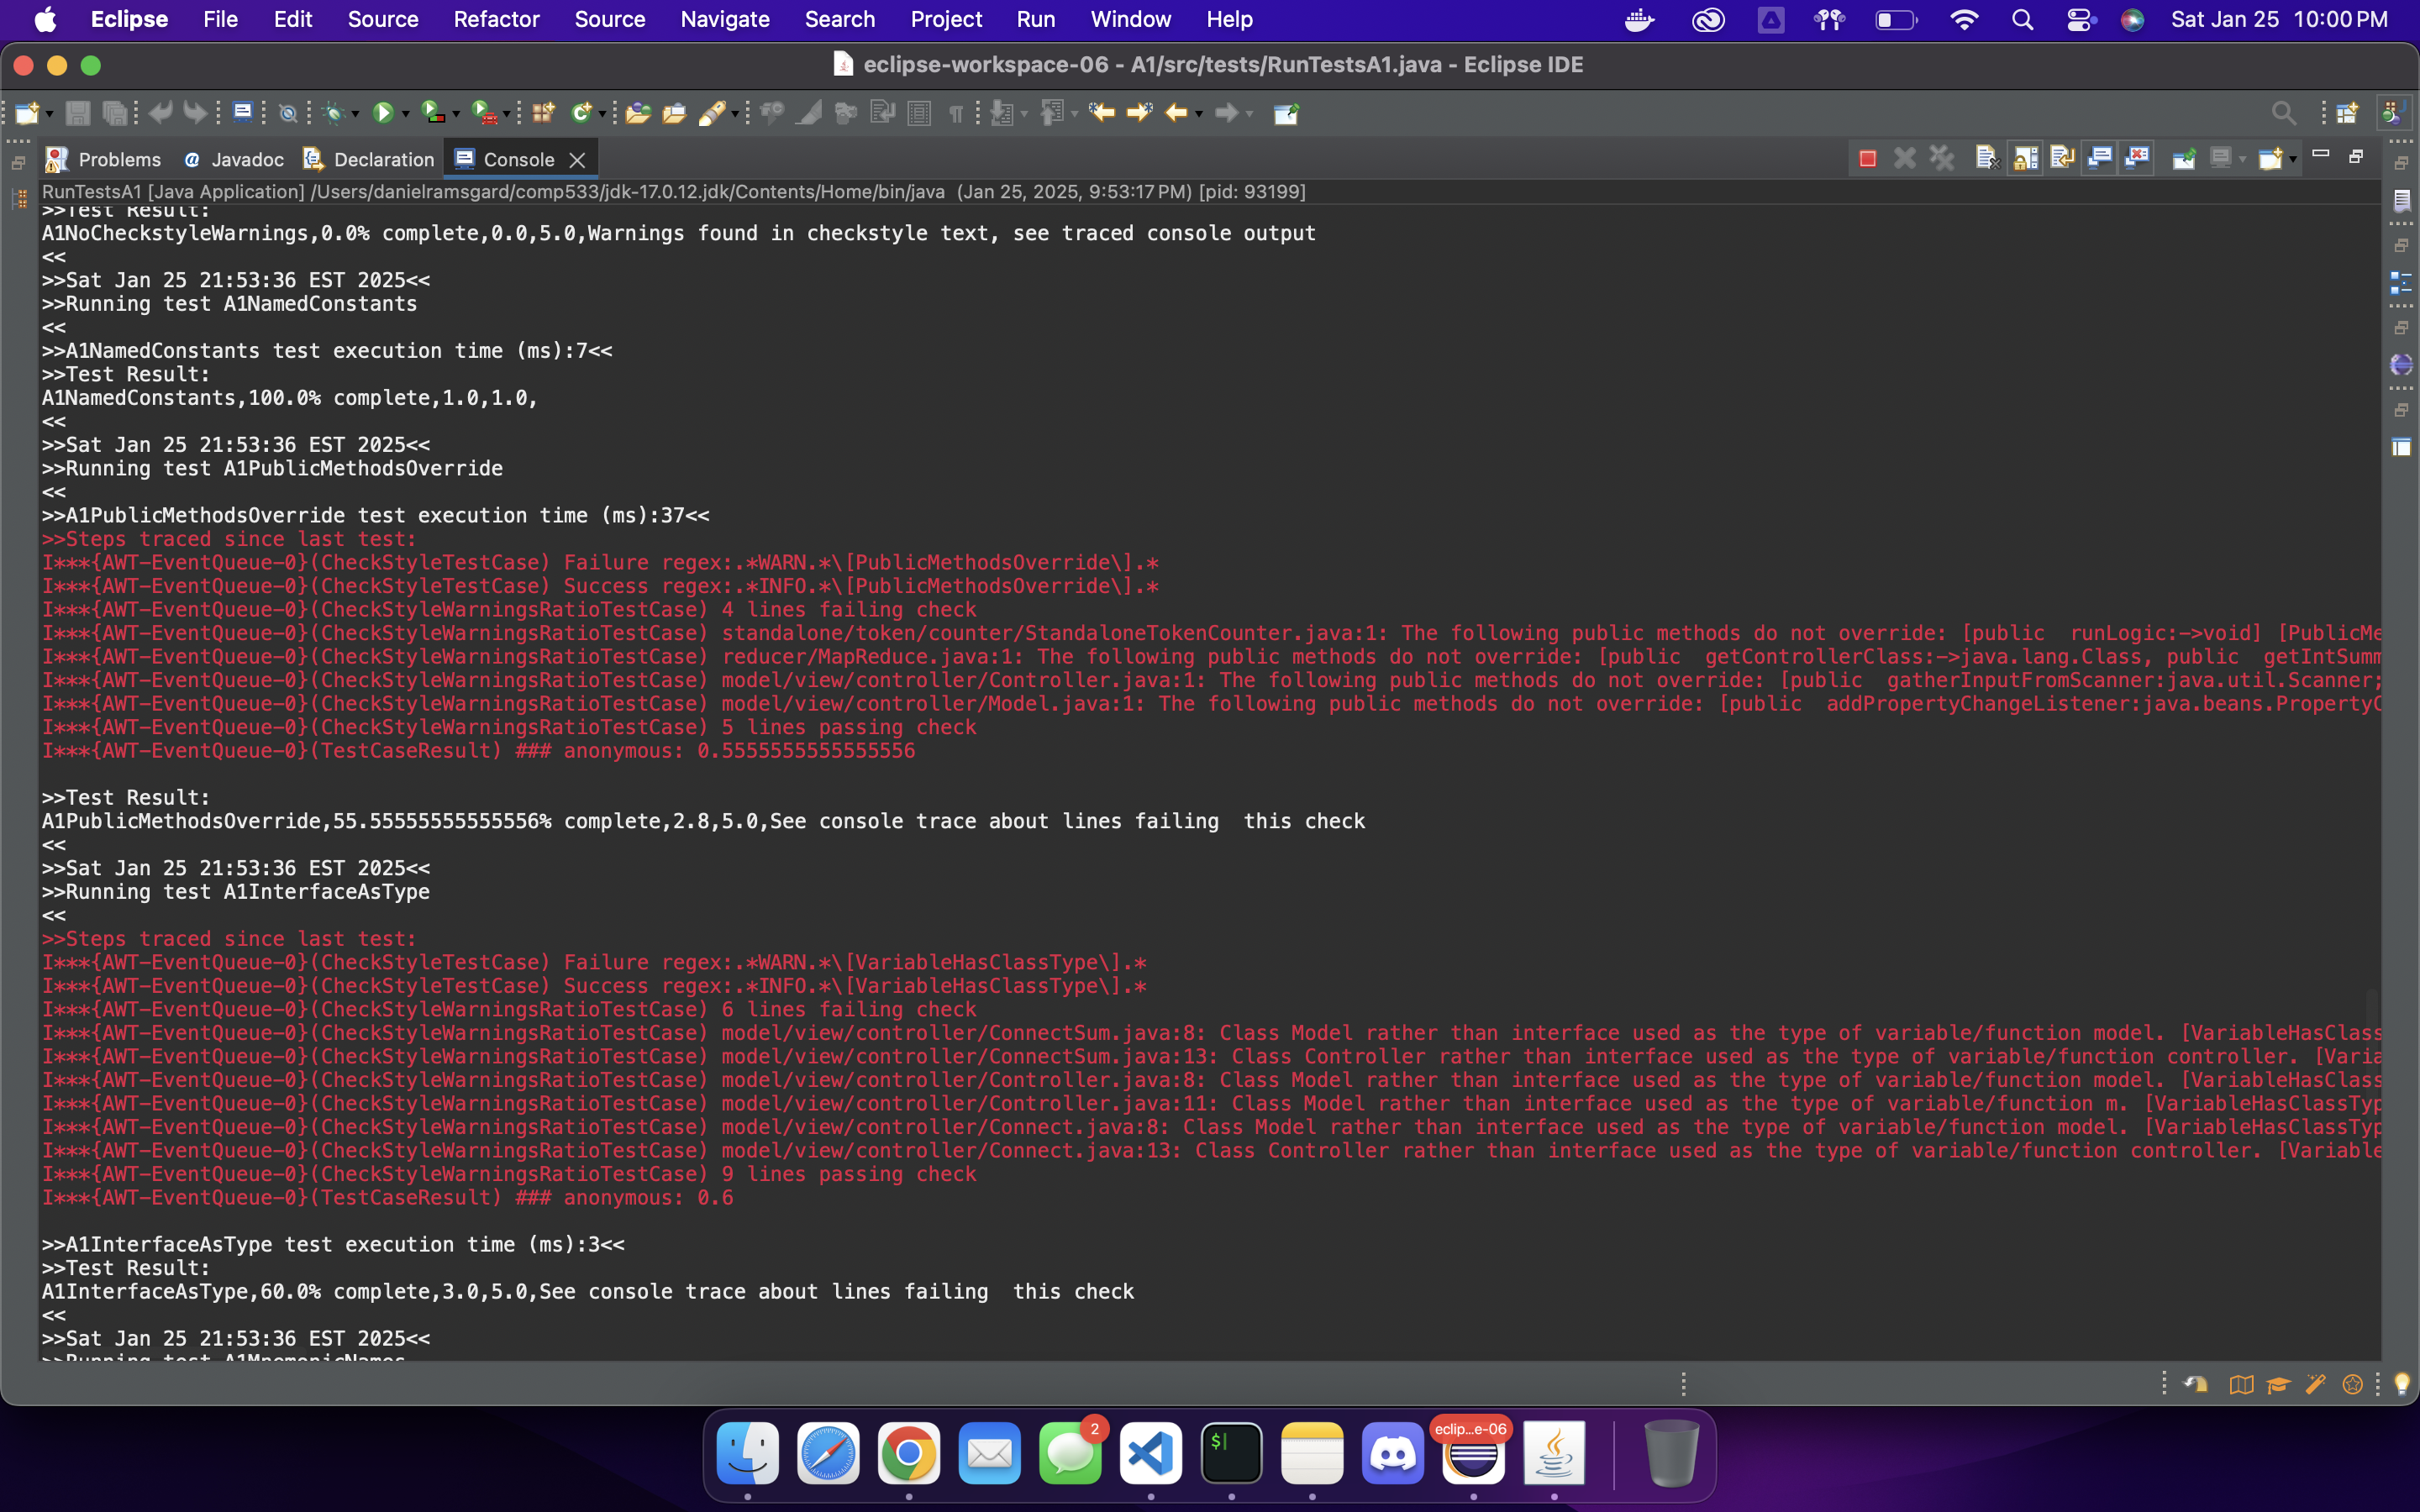 Eclipse File Edit Source Refactor Source Navigate Search Project Run Window Help Sat Jan 25 10:00 PM
eclipse-workspace-06 - A1/src/tests/RunTestsA1.java - Eclipse IDE
Problems Javadoc Declaration Console
RunTestsA1 [Java Application] /Users/danielramsgard/comp533/jdk-17.0.12.jdk/Contents/Home/bin/java (Jan 25, 2025, 9:53:17 PM) [pid: 93199]
>>Test Result:
A1NoCheckstyleWarnings,0.0% complete,0.0,5.0,Warnings found in checkstyle text, see traced console output
<<
>>Sat Jan 25 21:53:36 EST 2025<<
>>Running test A1NamedConstants
<<
>>A1NamedConstants test execution time (ms):7<<
>>Test Result:
A1NamedConstants,100.0% complete,1.0,1.0,
<<
>>Sat Jan 25 21:53:36 EST 2025<<
>>Running test A1PublicMethodsOverride
<<
>>A1PublicMethodsOverride test execution time (ms):37<<
>>Steps traced since last test:
I***{AWT-EventQueue-0}(CheckStyleTestCase) Failure regex:.*WARN.*\[PublicMethodsOverride\].*
I***{AWT-EventQueue-0}(CheckStyleTestCase) Success regex:.*INFO.*\[PublicMethodsOverride\].*
I***{AWT-EventQueue-0}(CheckStyleWarningsRatioTestCase) 4 lines failing check
I***{AWT-EventQueue-0}(CheckStyleWarningsRatioTestCase) standalone/token/counter/StandaloneTokenCounter.java:1: The following public methods do not override: [public  runLogic:->void] [PublicMe
I***{AWT-EventQueue-0}(CheckStyleWarningsRatioTestCase) reducer/MapReduce.java:1: The following public methods do not override: [public  getControllerClass:->java.lang.Class, public  getIntSumm
I***{AWT-EventQueue-0}(CheckStyleWarningsRatioTestCase) model/view/controller/Controller.java:1: The following public methods do not override: [public  gatherInputFromScanner:java.util.Scanner;
I***{AWT-EventQueue-0}(CheckStyleWarningsRatioTestCase) model/view/controller/Model.java:1: The following public methods do not override: [public  addPropertyChangeListener:java.beans.PropertyC
I***{AWT-EventQueue-0}(CheckStyleWarningsRatioTestCase) 5 lines passing check
I***{AWT-EventQueue-0}(TestCaseResult) ### anonymous: 0.5555555555555556
>>Test Result:
A1PublicMethodsOverride,55.55555555555556% complete,2.8,5.0,See console trace about lines failing  this check
<<
>>Sat Jan 25 21:53:36 EST 2025<<
>>Running test A1InterfaceAsType
<<
>>Steps traced since last test:
I***{AWT-EventQueue-0}(CheckStyleTestCase) Failure regex:.*WARN.*\[VariableHasClassType\].*
I***{AWT-EventQueue-0}(CheckStyleTestCase) Success regex:.*INFO.*\[VariableHasClassType\].*
I***{AWT-EventQueue-0}(CheckStyleWarningsRatioTestCase) 6 lines failing check
I***{AWT-EventQueue-0}(CheckStyleWarningsRatioTestCase) model/view/controller/ConnectSum.java:8: Class Model rather than interface used as the type of variable/function model. [VariableHasClass
I***{AWT-EventQueue-0}(CheckStyleWarningsRatioTestCase) model/view/controller/ConnectSum.java:13: Class Controller rather than interface used as the type of variable/function controller. [Varia
I***{AWT-EventQueue-0}(CheckStyleWarningsRatioTestCase) model/view/controller/Controller.java:8: Class Model rather than interface used as the type of variable/function model. [VariableHasClass
I***{AWT-EventQueue-0}(CheckStyleWarningsRatioTestCase) model/view/controller/Controller.java:11: Class Model rather than interface used as the type of variable/function m. [VariableHasClassTyp
I***{AWT-EventQueue-0}(CheckStyleWarningsRatioTestCase) model/view/controller/Connect.java:8: Class Model rather than interface used as the type of variable/function model. [VariableHasClassTyp
I***{AWT-EventQueue-0}(CheckStyleWarningsRatioTestCase) model/view/controller/Connect.java:13: Class Controller rather than interface used as the type of variable/function controller. [Variable
I***{AWT-EventQueue-0}(CheckStyleWarningsRatioTestCase) 9 lines passing check
I***{AWT-EventQueue-0}(TestCaseResult) ### anonymous: 0.6
>>A1InterfaceAsType test execution time (ms):3<<
>>Test Result:
A1InterfaceAsType,60.0% complete,3.0,5.0,See console trace about lines failing  this check
<<
>>Sat Jan 25 21:53:36 EST 2025<<
>>Running test A1MnemonicNames
2
eclip...e-06